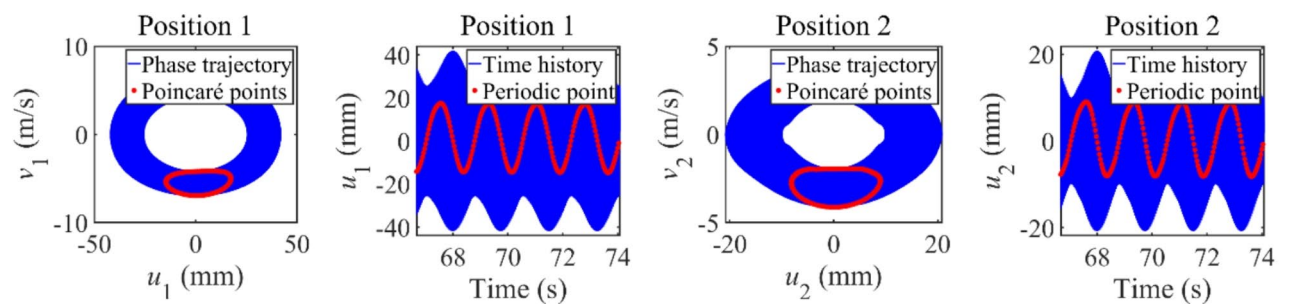 Position 1
10
0
-10
v1 (m/s)
Phase trajectory
Poincaré points
-50 0 50
u1 (mm)
Position 1
40
20
0
-20
-40
u1 (mm)
Time history
Periodic point
68 70 72 74
Time (s)
Position 2
5
0
-5
v2 (m/s)
Phase trajectory
Poincaré points
-20 0 20
u2 (mm)
Position 2
20
0
-20
u2 (mm)
Time history
Periodic point
68 70 72 74
Time (s)